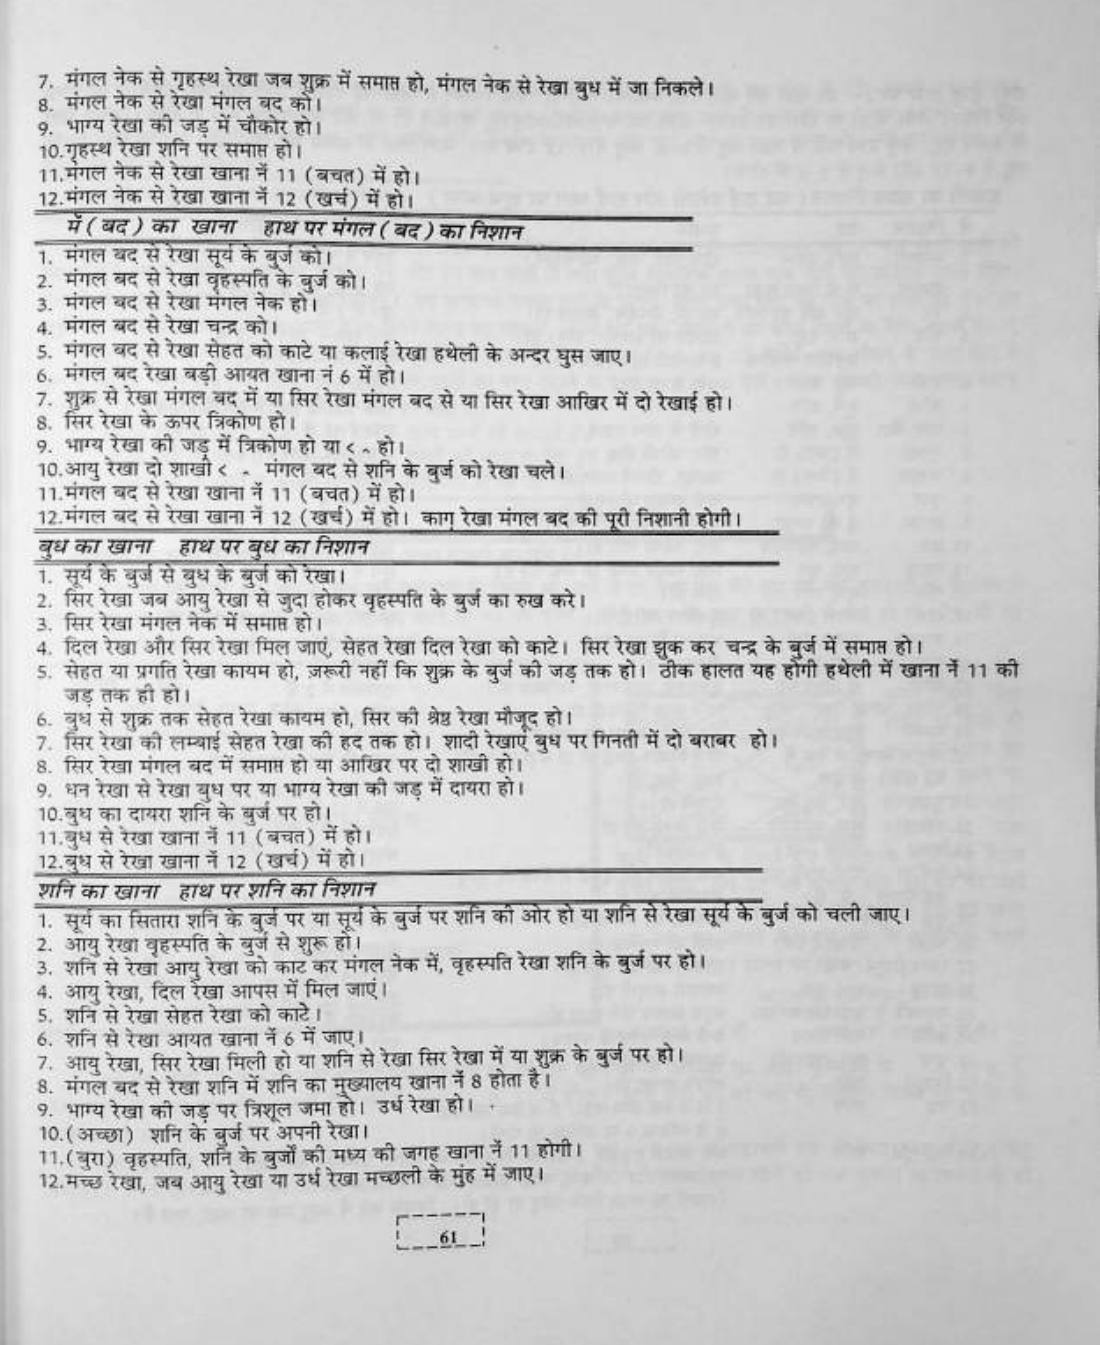 7. मंगल नेक से गृहस्थ रेखा जब शुक्र में समाप्त हो, मंगल नेक से रेखा बुध में जा निकले।
8. मंगल नेक से रेखा मंगल बद को।
9. भाग्य रेखा की जड़ में चौकोर हो।
10.गृहस्थ रेखा शनि पर समाप्त हो।
11.मंगल नेक से रेखा खाना नें 11 (बचत) में हो।
12.मंगल नेक से रेखा खाना नें 12 (खर्च) में हो।
मॅं (बद) का खाना हाथ पर मंगल (बद) का निशान
1. मंगल बद से रेखा सूर्य के बुर्ज को।
2. मंगल बद से रेखा वृहस्पति के बुर्ज को।
3. मंगल बद से रेखा मंगल नेक हो।
4. मंगल बद से रेखा चन्द्र को।
5. मंगल बद से रेखा सेहत को काटे या कलाई रेखा हथेली के अन्दर घुस जाए।
6. मंगल बद रेखा बड़ी आयत खाना नं 6 में हो।
7. शुक्र से रेखा मंगल बद में या सिर रेखा मंगल बद से या सिर रेखा आखिर में दो रेखाई हो।
8. सिर रेखा के ऊपर त्रिकोण हो।
9. भाग्य रेखा की जड़ में त्रिकोण हो या < ^ हो।
10.आयु रेखा दो शाखी < ^ मंगल बद से शनि के बुर्ज को रेखा चले।
11.मंगल बद से रेखा खाना नें 11 (बचत) में हो।
12.मंगल बद से रेखा खाना नें 12 (खर्च) में हो। काग रेखा मंगल बद की पूरी निशानी होगी।
बुध का खाना हाथ पर बुध का निशान
1. सूर्य के बुर्ज से बुध के बुर्ज को रेखा।
2. सिर रेखा जब आयु रेखा से जुदा होकर वृहस्पति के बुर्ज का रुख करे।
3. सिर रेखा मंगल नेक में समाप्त हो।
4. दिल रेखा और सिर रेखा मिल जाएं, सेहत रेखा दिल रेखा को काटे। सिर रेखा झुक कर चन्द्र के बुर्ज में समाप्त हो।
5. सेहत या प्रगति रेखा कायम हो, ज़रूरी नहीं कि शुक्र के बुर्ज की जड़ तक हो। ठीक हालत यह होगी हथेली में खाना नें 11 की
जड़ तक ही हो।
6. बुध से शुक्र तक सेहत रेखा कायम हो, सिर की श्रेष्ठ रेखा मौजूद हो।
7. सिर रेखा की लम्बाई सेहत रेखा की हद तक हो। शादी रेखाएं बुध पर गिनती में दो बराबर हो।
8. सिर रेखा मंगल बद में समाप्त हो या आखिर पर दो शाखी हो।
9. धन रेखा से रेखा बुध पर या भाग्य रेखा की जड़ में दायरा हो।
10.बुध का दायरा शनि के बुर्ज पर हो।
11.बुध से रेखा खाना नें 11 (बचत) में हो।
12.बुध से रेखा खाना नें 12 (खर्च) में हो।
शनि का खाना हाथ पर शनि का निशान
1. सूर्य का सितारा शनि के बुर्ज पर या सूर्य के बुर्ज पर शनि की ओर हो या शनि से रेखा सूर्य के बुर्ज को चली जाए।
2. आयु रेखा वृहस्पति के बुर्ज से शुरू हो।
3. शनि से रेखा आयु रेखा को काट कर मंगल नेक में, वृहस्पति रेखा शनि के बुर्ज पर हो।
4. आयु रेखा, दिल रेखा आपस में मिल जाएं।
5. शनि से रेखा सेहत रेखा को काटे।
6. शनि से रेखा आयत खाना नें 6 में जाए।
7. आयु रेखा, सिर रेखा मिली हो या शनि से रेखा सिर रेखा में या शुक्र के बुर्ज पर हो।
8. मंगल बद से रेखा शनि में शनि का मुख्यालय खाना नें 8 होता है।
9. भाग्य रेखा की जड़ पर त्रिशूल जमा हो। उर्ध रेखा हो।
10.(अच्छा) शनि के बुर्ज पर अपनी रेखा।
11.(बुरा) वृहस्पति, शनि के बुर्जों की मध्य की जगह खाना नें 11 होगी।
12.मच्छ रेखा, जब आयु रेखा या उर्ध रेखा मच्छली के मुंह में जाए।
61